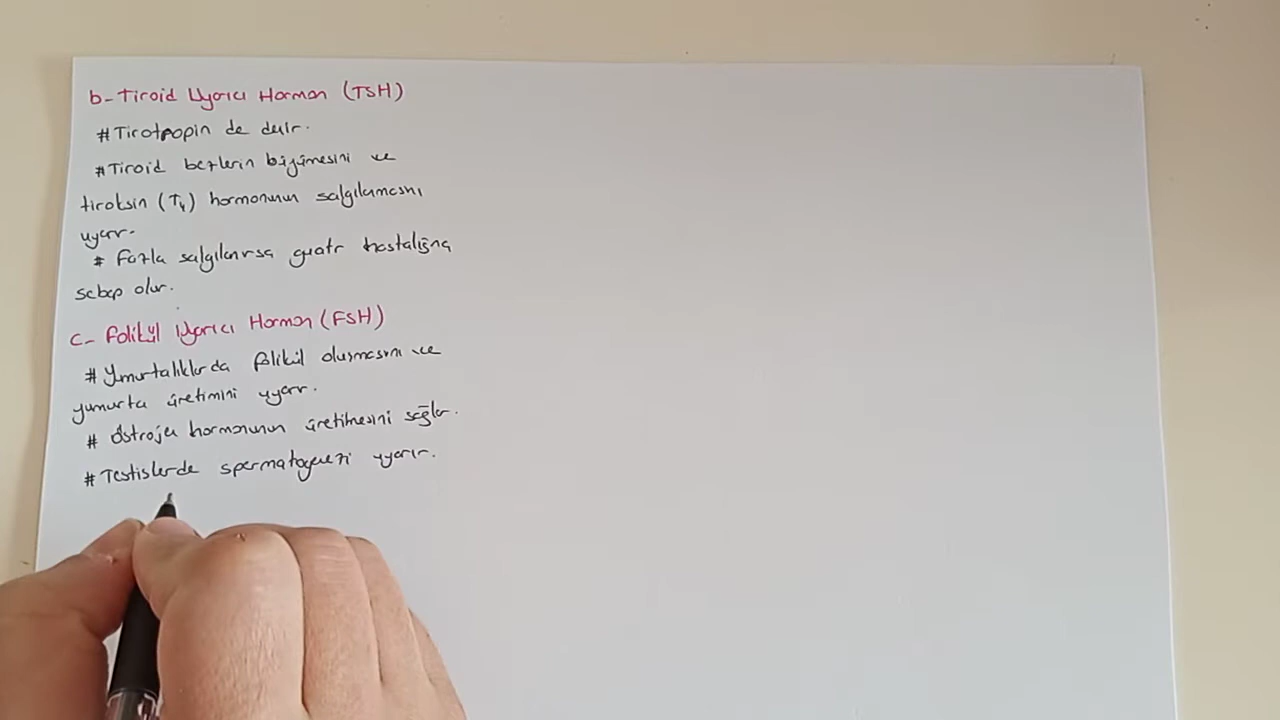 b- Tiroid Uyarıcı Hormon (TSH)
# Tirotropin de denir.
# Tiroid bezlerin büyümesini ve
tiroksin (T4) hormonunun salgılanmasını
uyarır.
# Fazla salgılanırsa guatr hastalığına
sebep olur.
c- Folikül Uyarıcı Hormon (FSH)
# Yumurtalıklarda folikül oluşmasını ve
yumurta üretimini uyarır.
# Östrojen hormonunun üretilmesini sağlar.
# Testislerde spermatogenezi uyarır.